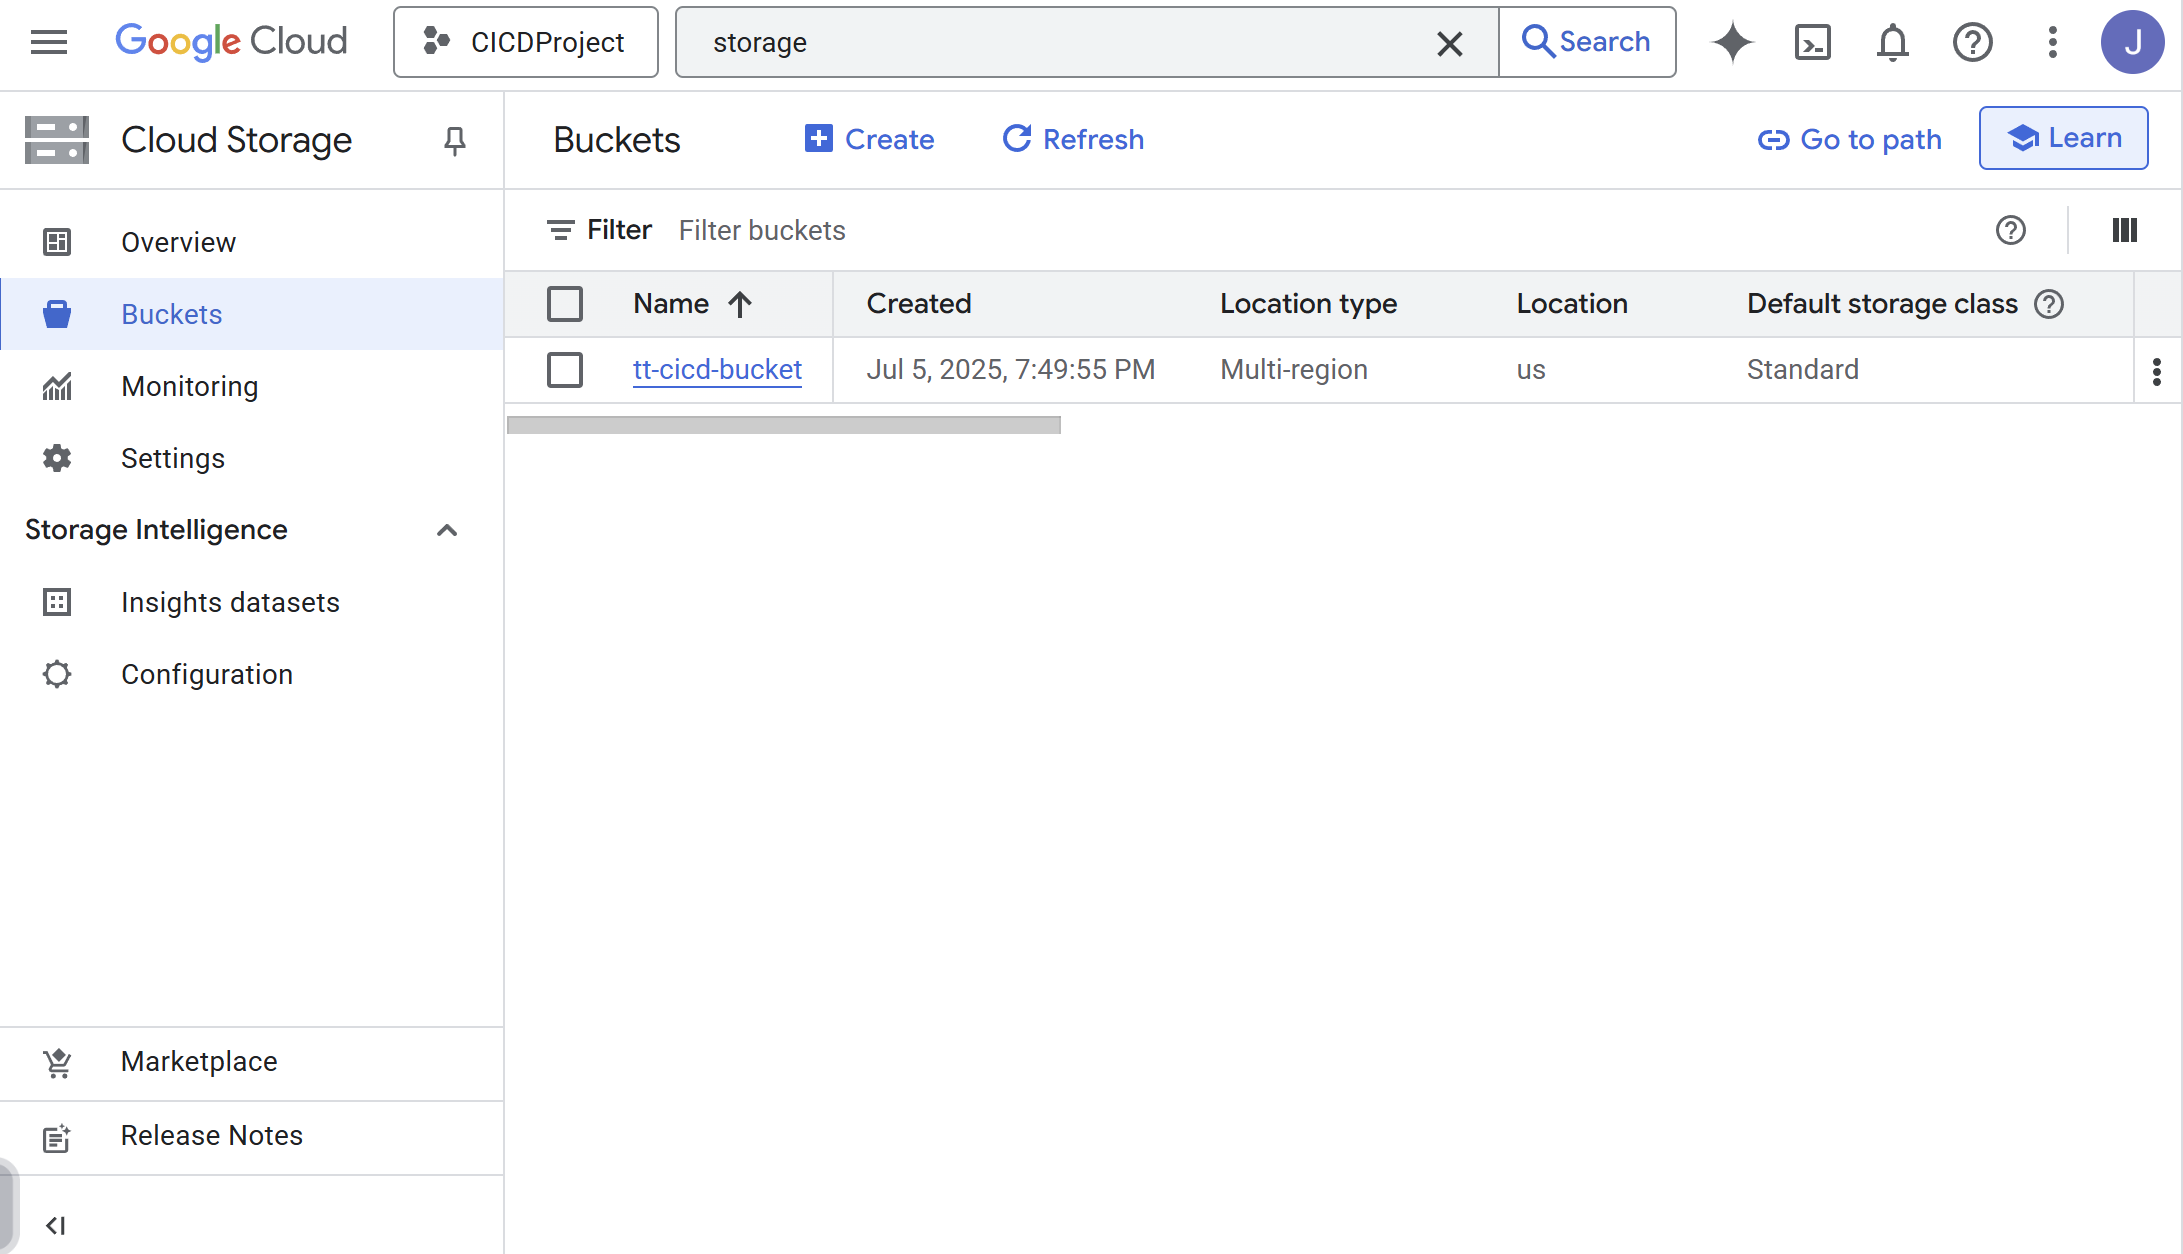 Google Cloud
CICDProject
storage
Search
J
Cloud Storage
Buckets
Create
Refresh
Go to path
Learn
Overview
Buckets
Monitoring
Settings
Storage Intelligence
Insights datasets
Configuration
Marketplace
Release Notes
Filter Filter buckets
Name Created Location type Location Default storage class
tt-cicd-bucket Jul 5, 2025, 7:49:55 PM Multi-region us Standard